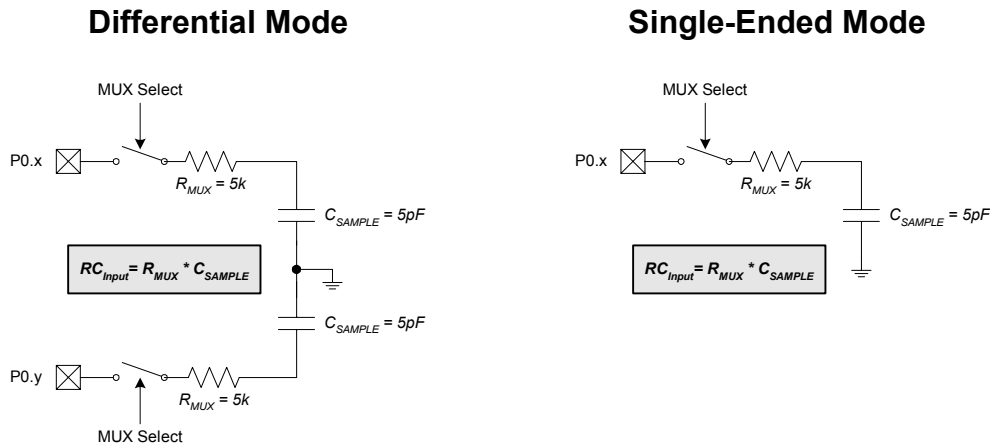 Differential Mode
MUX Select
P0.x
R_MUX = 5k
C_SAMPLE = 5pF
RC_Input = R_MUX * C_SAMPLE
C_SAMPLE = 5pF
P0.y
R_MUX = 5k
MUX Select
Single-Ended Mode
MUX Select
P0.x
R_MUX = 5k
C_SAMPLE = 5pF
RC_Input = R_MUX * C_SAMPLE